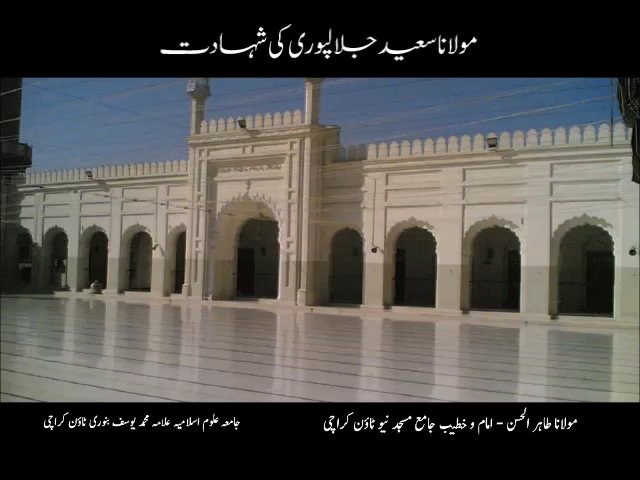 مولانا سعید جلالپوری کی شہادت
مولانا طاہر الحسن - امام و خطیب جامع مسجد نیو ٹاؤن کراچی
جامعہ علوم اسلامیہ علامہ محمد یوسف بنوری ٹاؤن کراچی